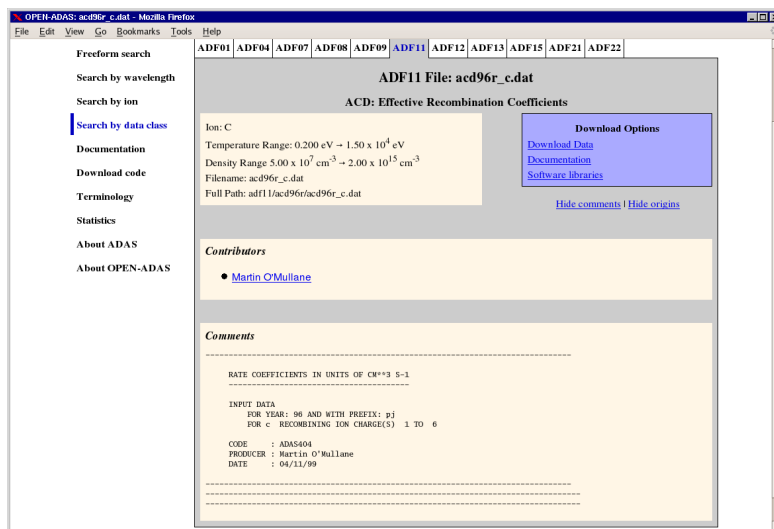 OPEN-ADAS: acd96r_c.dat - Mozilla Firefox
File Edit View Go Bookmarks Tools Help
Freeform search
Search by wavelength
Search by ion
Search by data class
Documentation
Download code
Terminology
Statistics
About ADAS
About OPEN-ADAS
ADF01 ADF04 ADF07 ADF08 ADF09 ADF11 ADF12 ADF13 ADF15 ADF21 ADF22
ADF11 File: acd96r_c.dat
ACD: Effective Recombination Coefficients
Ion: C
Temperature Range: 0.200 eV → 1.50 x 10^4 eV
Density Range 5.00 x 10^7 cm^-3 → 2.00 x 10^15 cm^-3
Filename: acd96r_c.dat
Full Path: adf11/acd96r/acd96r_c.dat
Download Options
Download Data
Documentation
Software libraries
Hide comments | Hide origins
Contributors
Martin O'Mullane
Comments
RATE COEFFICIENTS IN UNITS OF CM**3 S-1
INPUT DATA
FOR YEAR: 96 AND WITH PREFIX: pj
FOR c RECOMBINING ION CHARGE(S) 1 TO 6
CODE : ADAS404
PRODUCER : Martin O'Mullane
DATE : 04/11/99